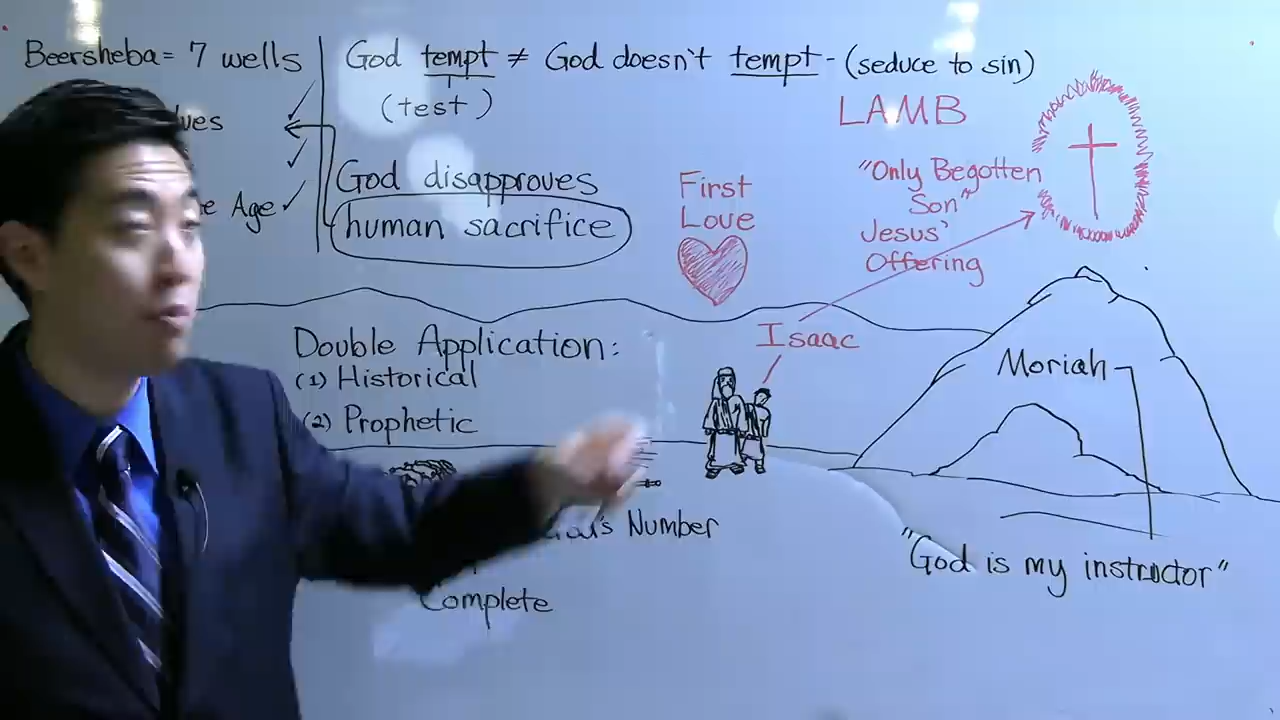 Beersheba = 7 wells
God tempt ≠ God doesn't tempt - (seduce to sin)
(test)
LAMB
Age
God disapproves
human sacrifice
First
Love
"Only Begotten
Son"
Jesus'
Offering
Isaac
Double Application:
(1) Historical
(2) Prophetic
Moriah
Number
"God is my instructor"
Complete